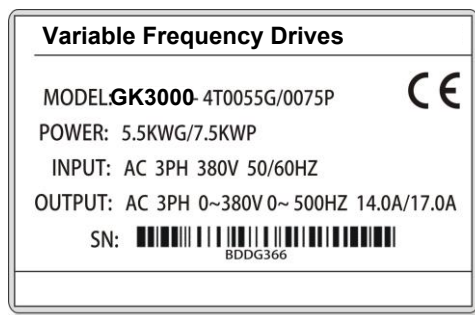 Variable Frequency Drives
MODEL:GK3000-4T0055G/0075P
CE
POWER: 5.5KWG/7.5KWP
INPUT: AC 3PH 380V 50/60HZ
OUTPUT: AC 3PH 0~380V 0~ 500HZ 14.0A/17.0A
SN:
BDDG366